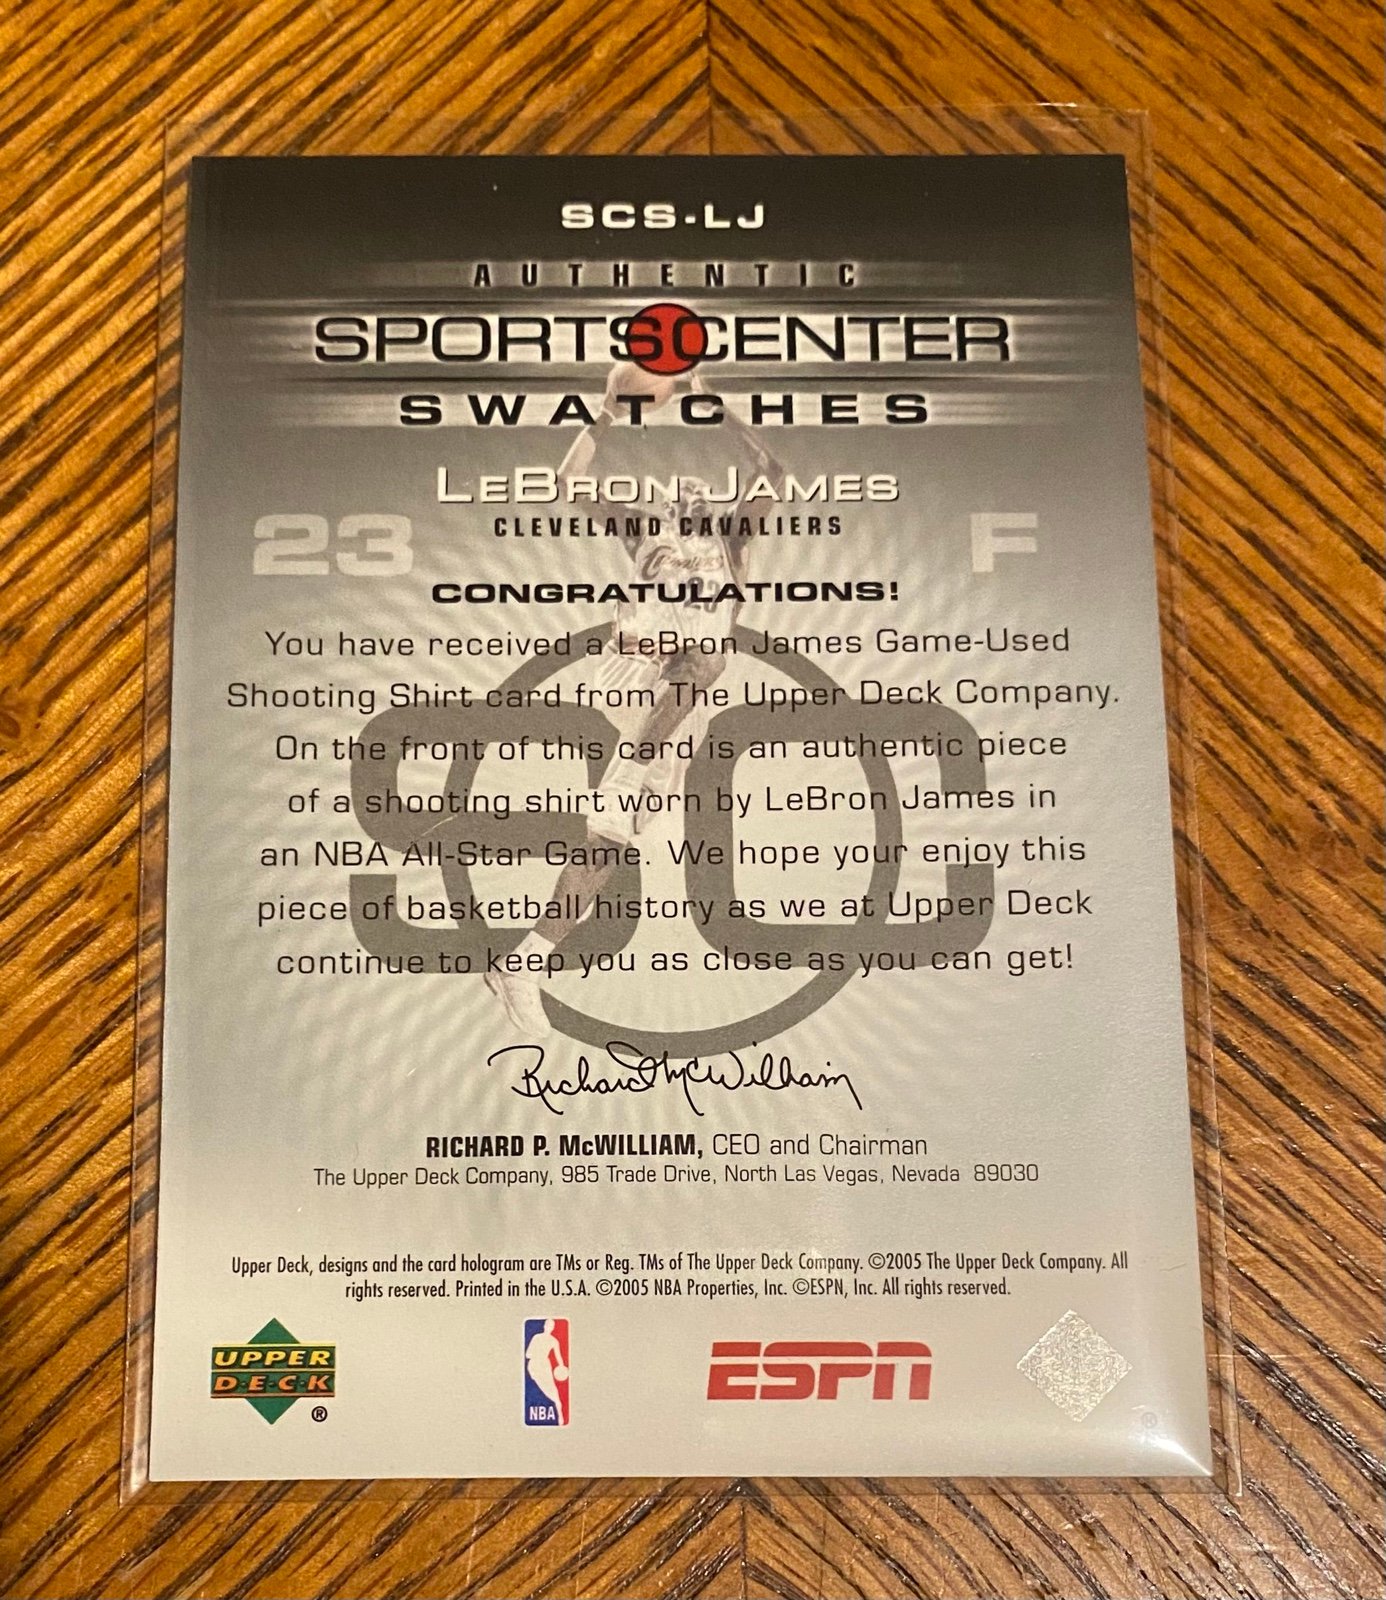 SCS-LJ
AUTHENTIC
SPORTSCENTER
SWATCHES
LeBron James
CLEVELAND CAVALIERS
23 F
CONGRATULATIONS!
You have received a LeBron James Game-Used
Shooting Shirt card from The Upper Deck Company.
On the front of this card is an authentic piece
of a shooting shirt worn by LeBron James in
an NBA All-Star Game. We hope your enjoy this
piece of basketball history as we at Upper Deck
continue to keep you as close as you can get!
SC
Cavaliers
23
Richard McWilliam
RICHARD P. McWILLIAM, CEO and Chairman
The Upper Deck Company, 985 Trade Drive, North Las Vegas, Nevada 89030
Upper Deck, designs and the card hologram are TMs or Reg. TMs of The Upper Deck Company. ©2005 The Upper Deck Company. All
rights reserved. Printed in the U.S.A. ©2005 NBA Properties, Inc. ©ESPN, Inc. All rights reserved.
UPPER
D·E·C·K
®
NBA
ESPN
®